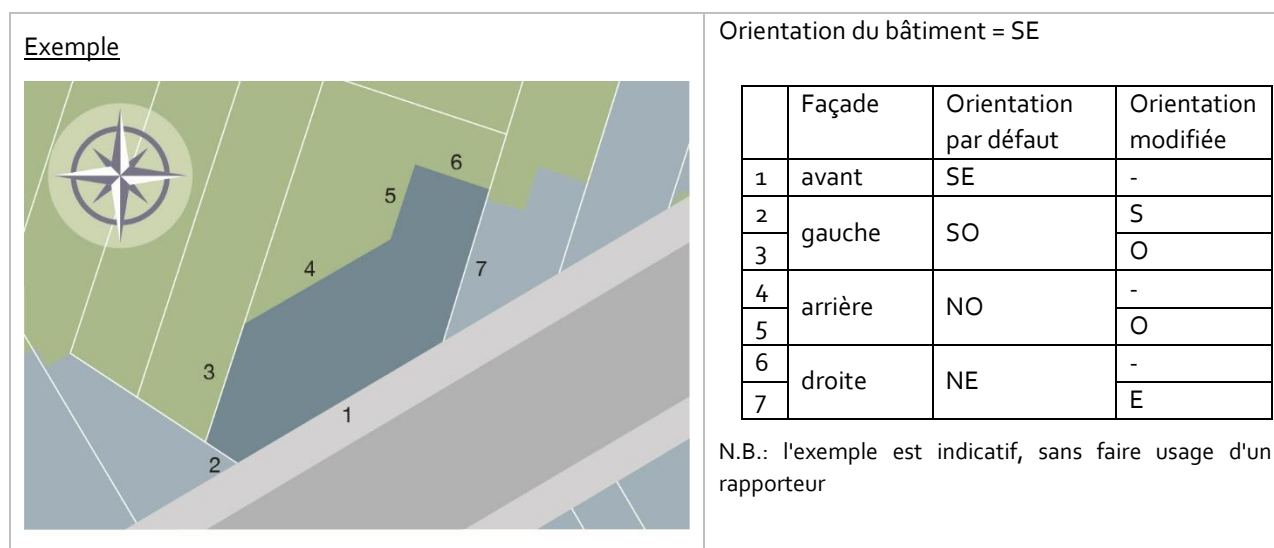 Exemple
6
5
4
7
3
1
2
Orientation du bâtiment = SE
Façade Orientation par défaut Orientation modifiée
1 avant SE -
2 gauche SO S
3 O
4 arrière NO -
5 O
6 droite NE -
7 E
N.B.: l'exemple est indicatif, sans faire usage d'un
rapporteur